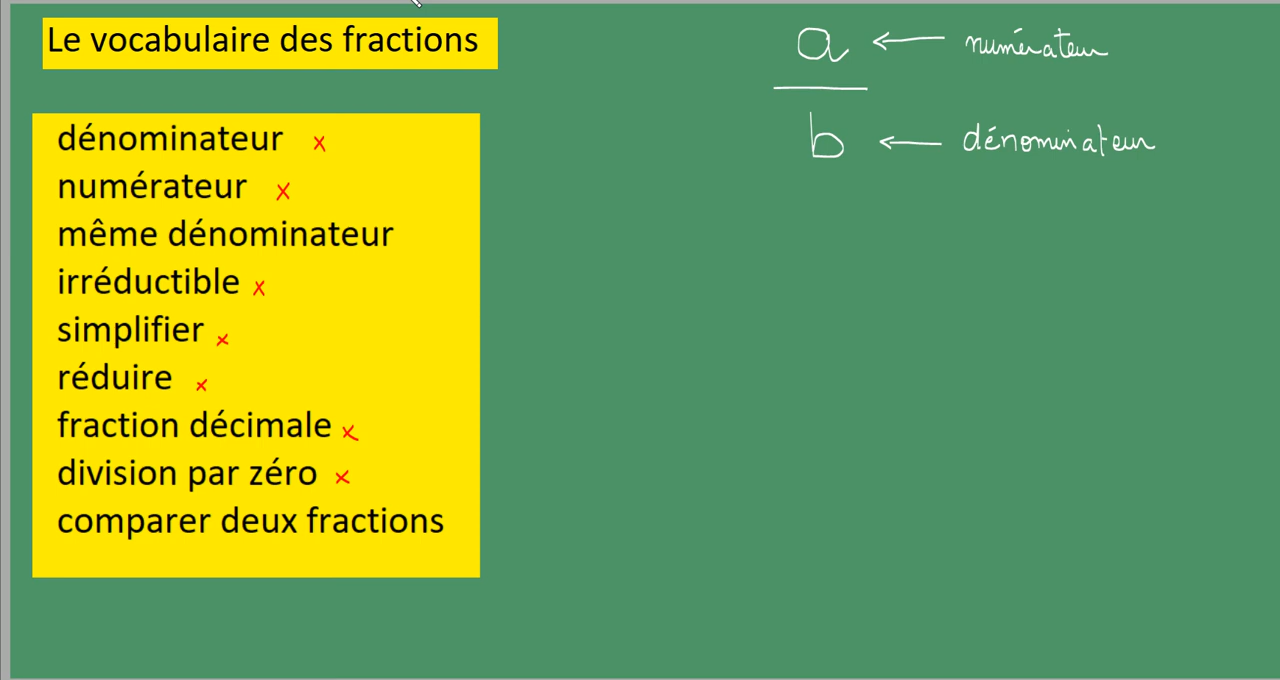 Le vocabulaire des fractions
a ← numérateur
b ← dénominateur
dénominateur x
numérateur x
même dénominateur
irréductible x
simplifier x
réduire x
fraction décimale x
division par zéro x
comparer deux fractions